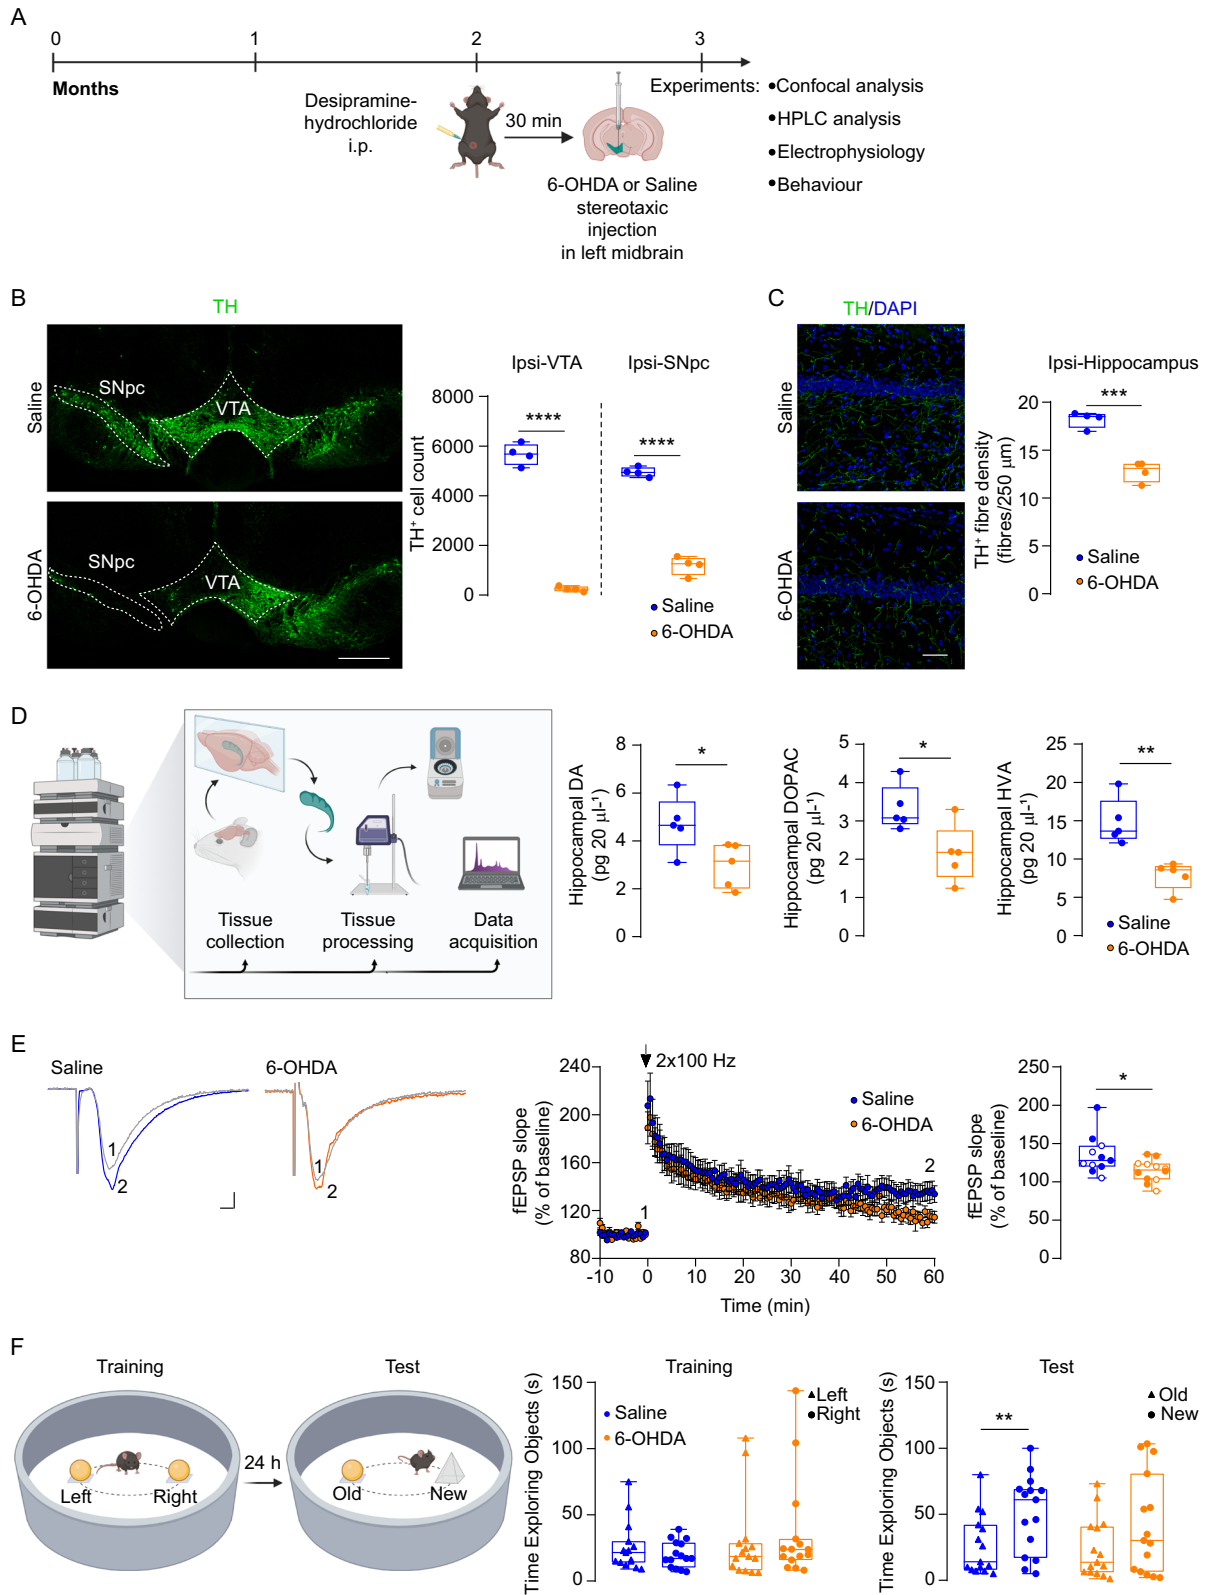 A
0 1 2 3
Months
Desipramine-
hydrochloride
i.p.
30 min
6-OHDA or Saline
stereotaxic
injection
in left midbrain
Experiments:
•Confocal analysis
•HPLC analysis
•Electrophysiology
•Behaviour
B
TH
Saline
SNpc
VTA
6-OHDA
SNpc
VTA
Ipsi-VTA
Ipsi-SNpc
TH+ cell count
8000
6000
4000
2000
0
****
****
Saline
6-OHDA
C
TH/DAPI
Saline
6-OHDA
Ipsi-Hippocampus
TH+ fibre density
(fibres/250 μm)
20
15
10
5
0
***
Saline
6-OHDA
D
Tissue
collection
Tissue
processing
Data
acquisition
Hippocampal DA
(pg 20 µl-1)
8
6
4
2
0
*
Hippocampal DOPAC
(pg 20 µl-1)
5
4
3
2
1
0
*
Hippocampal HVA
(pg 20 µl-1)
25
20
15
10
5
0
**
Saline
6-OHDA
E
Saline
1
2
6-OHDA
1
2
2x100 Hz
fEPSP slope
(% of baseline)
240
200
160
120
80
Saline
6-OHDA
1
2
-10 0 10 20 30 40 50 60
Time (min)
fEPSP slope
(% of baseline)
250
200
150
100
50
0
*
F
Training
Left
Right
24 h
Test
Old
New
Training
Time Exploring Objects (s)
150
100
50
0
Saline
6-OHDA
Left
Right
Test
Time Exploring Objects (s)
150
100
50
0
**
Old
New